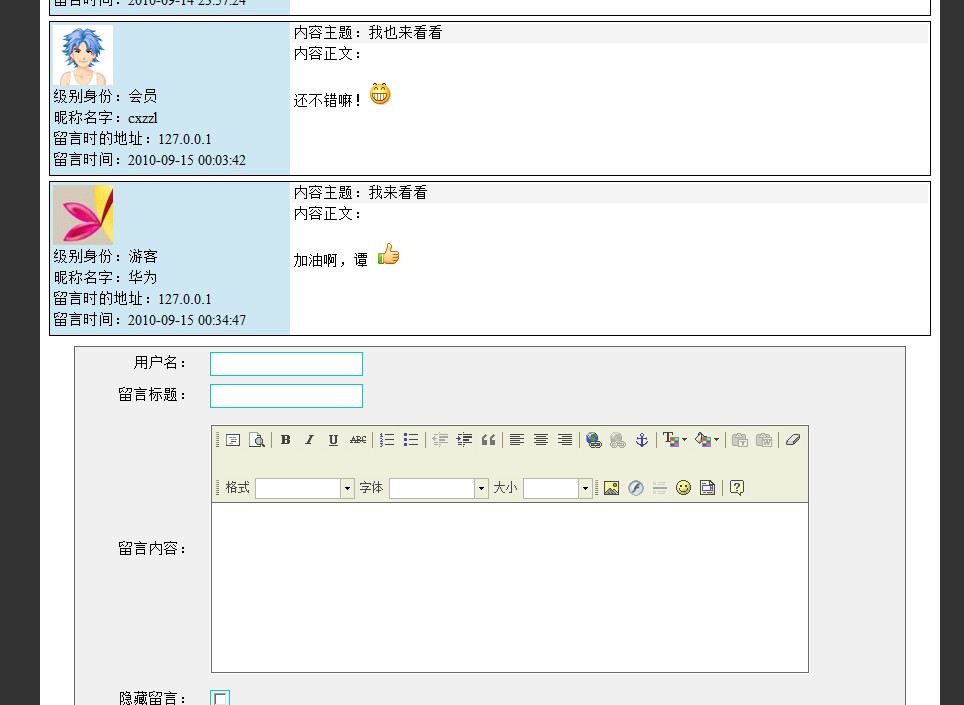 留言时间：2010-09-14 23:57:24
内容主题：我也来看看
内容正文：
还不错嘛！
级别身份：会员
昵称名字：cxzzl
留言时的地址：127.0.0.1
留言时间：2010-09-15 00:03:42
内容主题：我来看看
内容正文：
加油啊，谭
级别身份：游客
昵称名字：华为
留言时的地址：127.0.0.1
留言时间：2010-09-15 00:34:47
用户名：
留言标题：
B I U ABC
格式 字体 大小
留言内容：
隐藏留言：